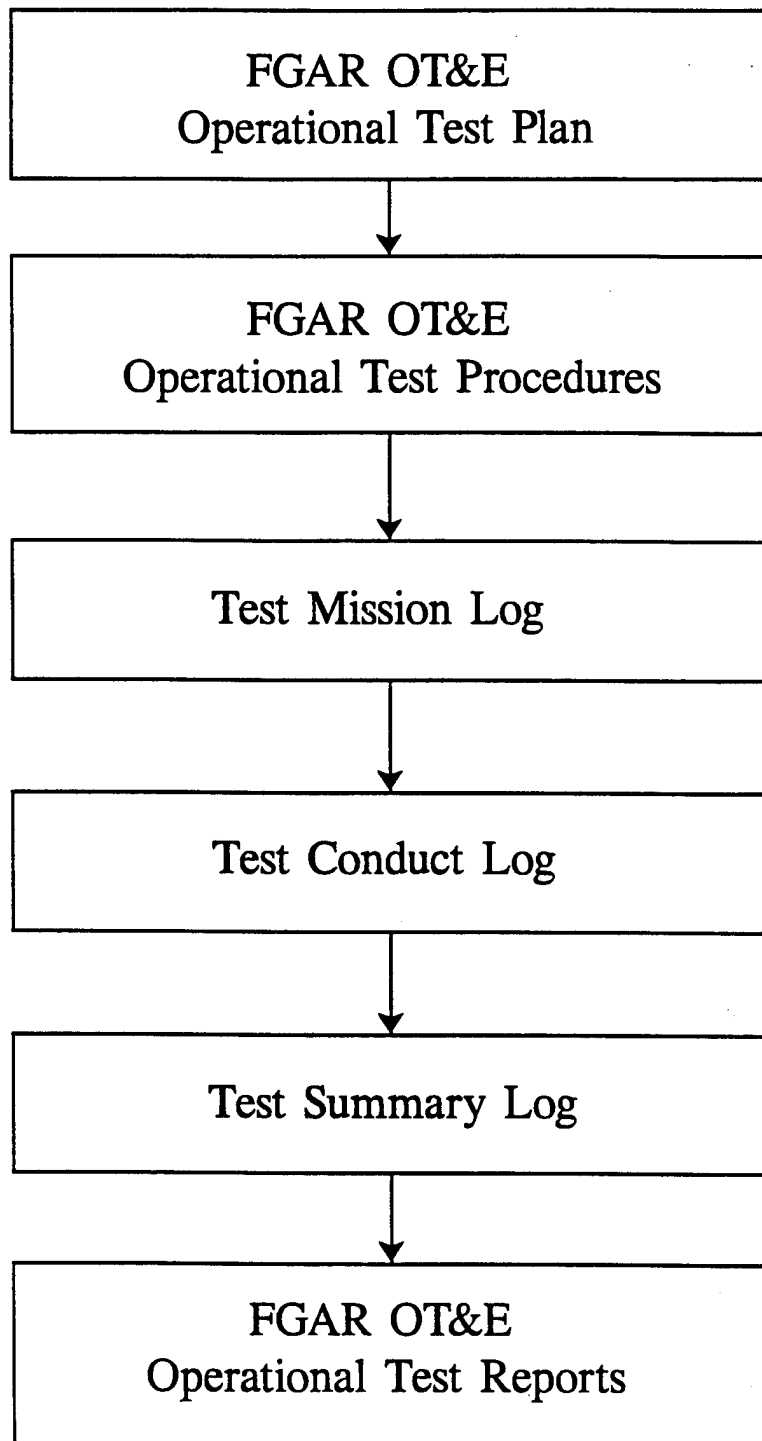 FGAR OT&E
Operational Test Plan
FGAR OT&E
Operational Test Procedures
Test Mission Log
Test Conduct Log
Test Summary Log
FGAR OT&E
Operational Test Reports